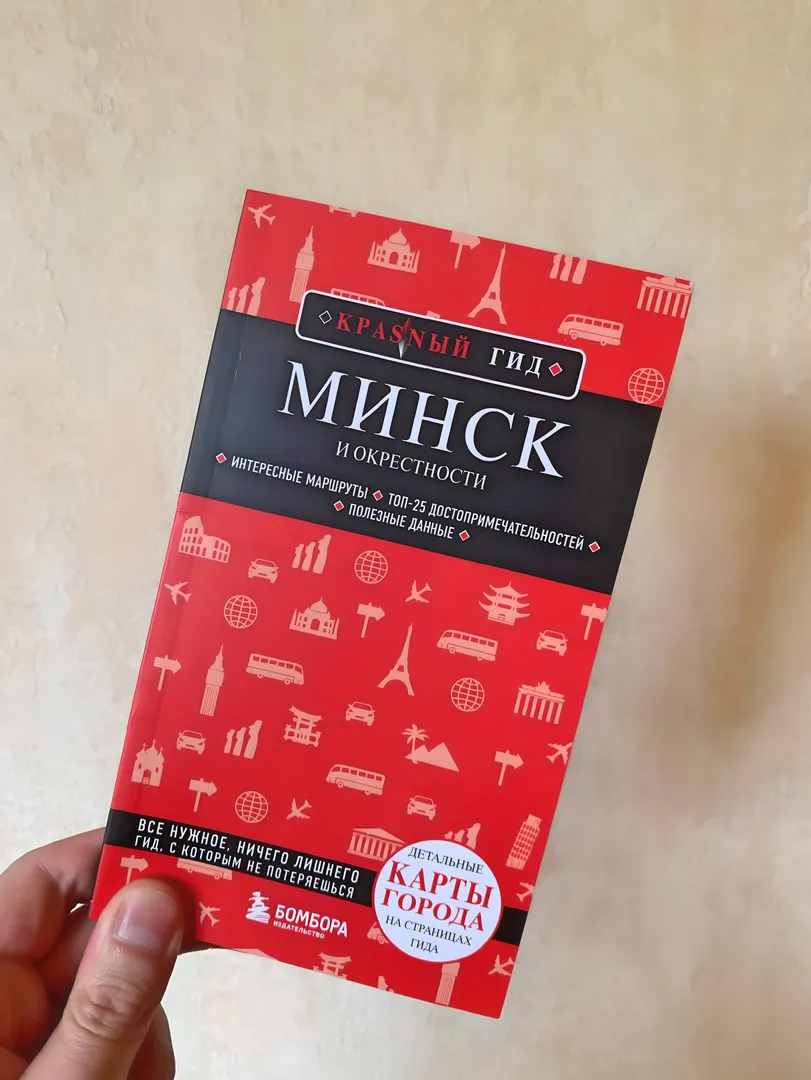 КРАSNЫЙ ГИД
МИНСК
И ОКРЕСТНОСТИ
ИНТЕРЕСНЫЕ МАРШРУТЫ ТОП-25 ДОСТОПРИМЕЧАТЕЛЬНОСТЕЙ
ПОЛЕЗНЫЕ ДАННЫЕ
ВСЕ НУЖНОЕ, НИЧЕГО ЛИШНЕГО
ГИД, С КОТОРЫМ НЕ ПОТЕРЯЕШЬСЯ
БОМБОРА
ИЗДАТЕЛЬСТВО
ДЕТАЛЬНЫЕ
КАРТЫ
ГОРОДА
НА СТРАНИЦАХ
ГИДА